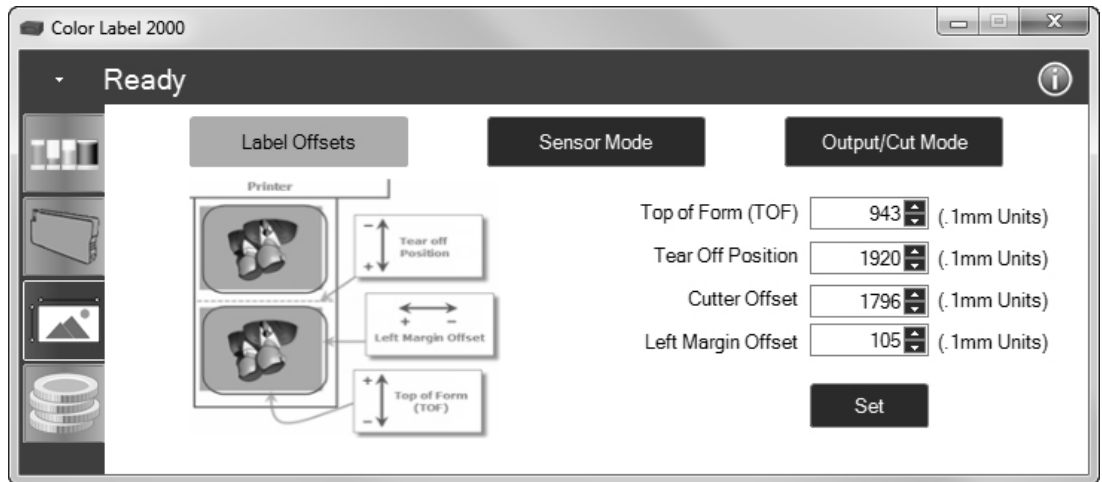 Color Label 2000
Ready
Label Offsets
Sensor Mode
Output/Cut Mode
Printer
- Tear off
+ Position
+ -
Left Margin Offset
+ Top of Form
- (TOF)
Top of Form (TOF) 943 (.1mm Units)
Tear Off Position 1920 (.1mm Units)
Cutter Offset 1796 (.1mm Units)
Left Margin Offset 105 (.1mm Units)
Set